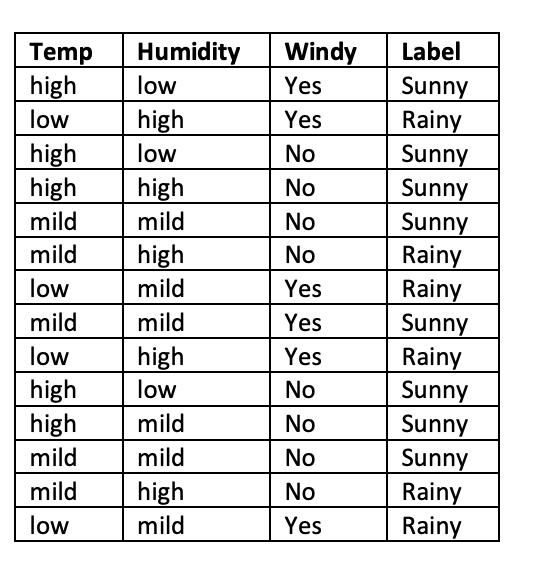 Temp Humidity Windy Label
high low Yes Sunny
low high Yes Rainy
high low No Sunny
high high No Sunny
mild mild No Sunny
mild high No Rainy
low mild Yes Rainy
mild mild Yes Sunny
low high Yes Rainy
high low No Sunny
high mild No Sunny
mild mild No Sunny
mild high No Rainy
low mild Yes Rainy